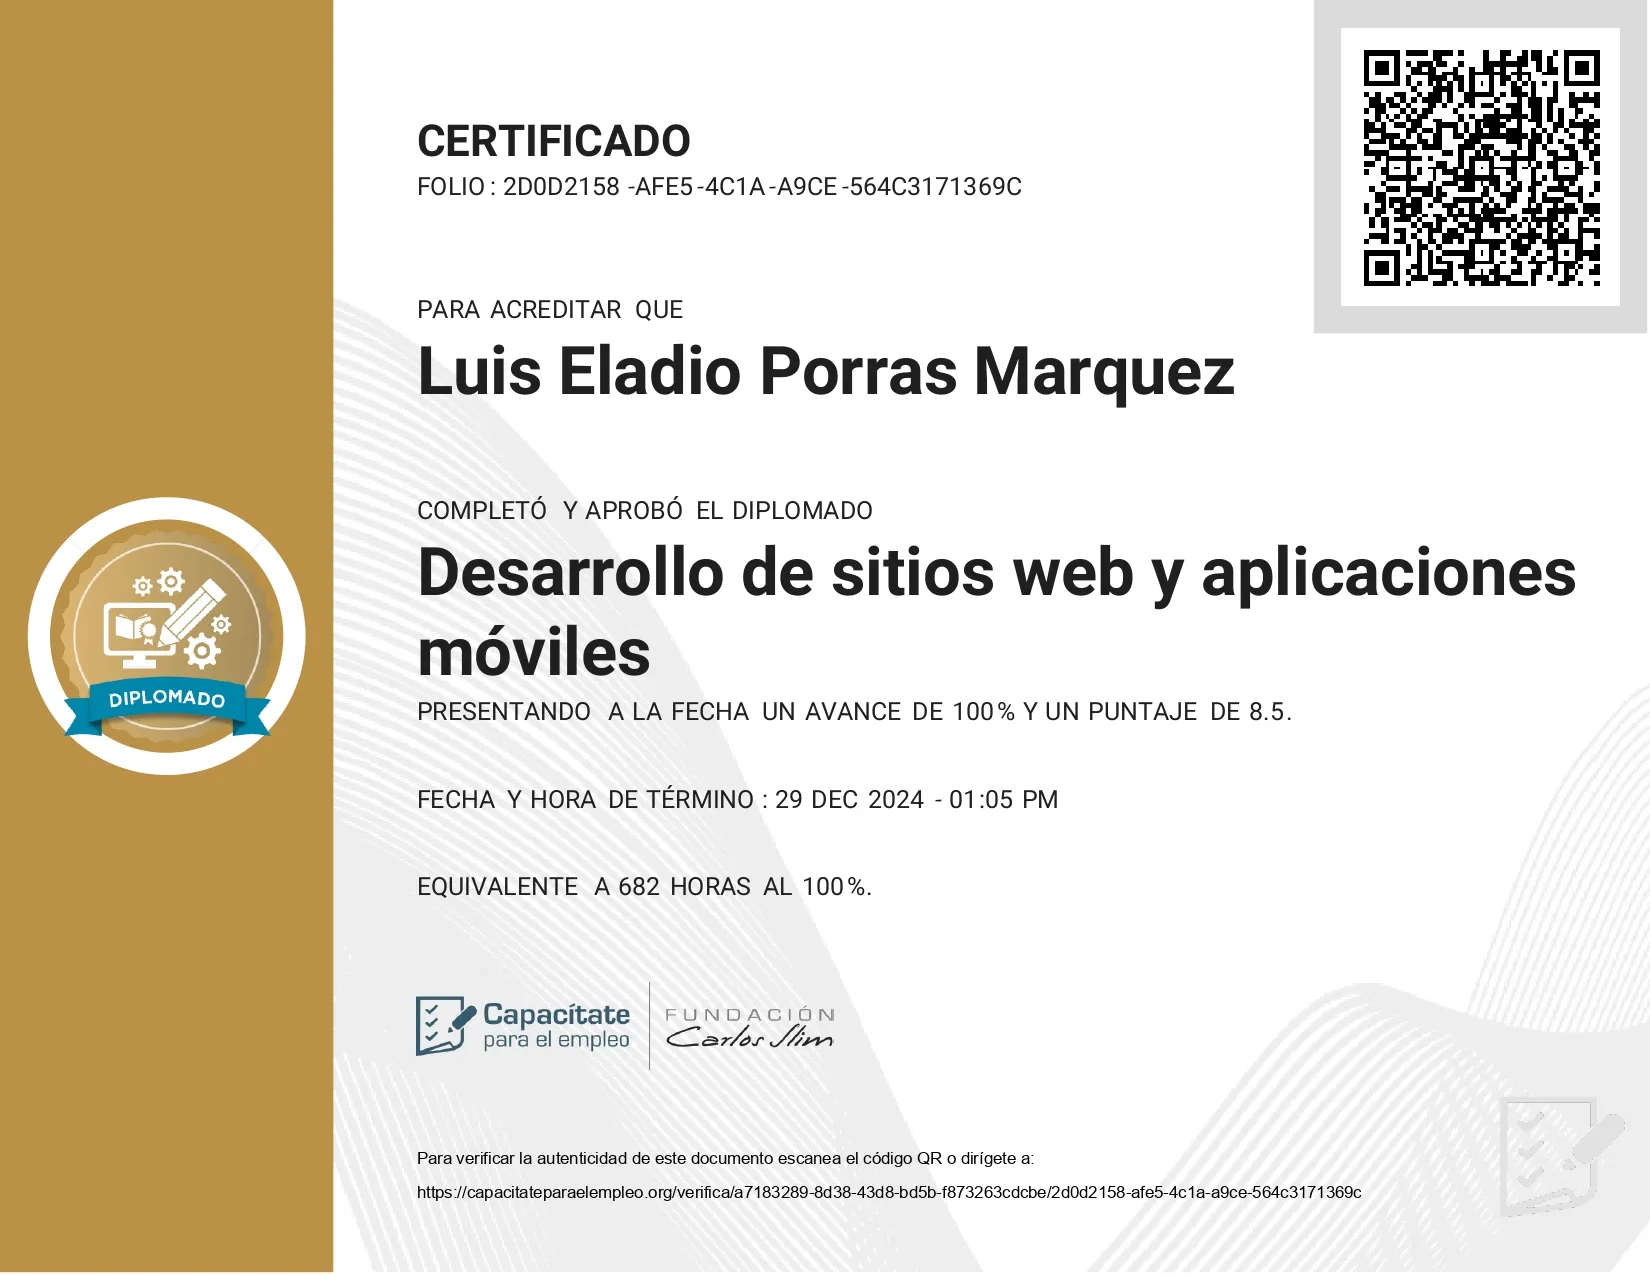 CERTIFICADO
FOLIO : 2D0D2158 -AFE5 -4C1A -A9CE -564C3171369C
PARA ACREDITAR QUE
Luis Eladio Porras Marquez
COMPLETÓ Y APROBÓ EL DIPLOMADO
Desarrollo de sitios web y aplicaciones
móviles
PRESENTANDO A LA FECHA UN AVANCE DE 100% Y UN PUNTAJE DE 8.5.
FECHA Y HORA DE TÉRMINO : 29 DEC 2024 - 01:05 PM
EQUIVALENTE A 682 HORAS AL 100%.
DIPLOMADO
Capacítate
para el empleo
FUNDACIÓN
Carlos Slim
Para verificar la autenticidad de este documento escanea el código QR o dirígete a:
https://capacitateparaelempleo.org/verifica/a7183289-8d38-43d8-bd5b-f873263cdcbe/2d0d2158-afe5-4c1a-a9ce-564c3171369c